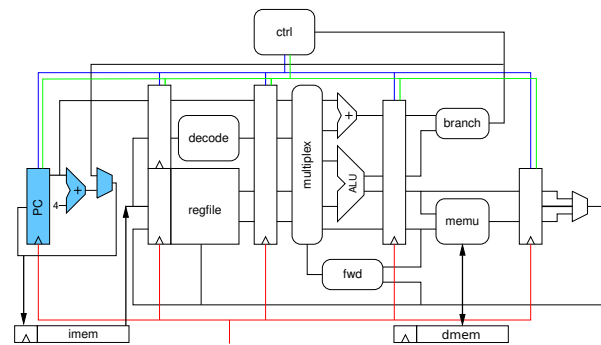 ctrl
decode
multiplex
+
branch
PC
+
4
regfile
ALU
memu
fwd
imem
dmem